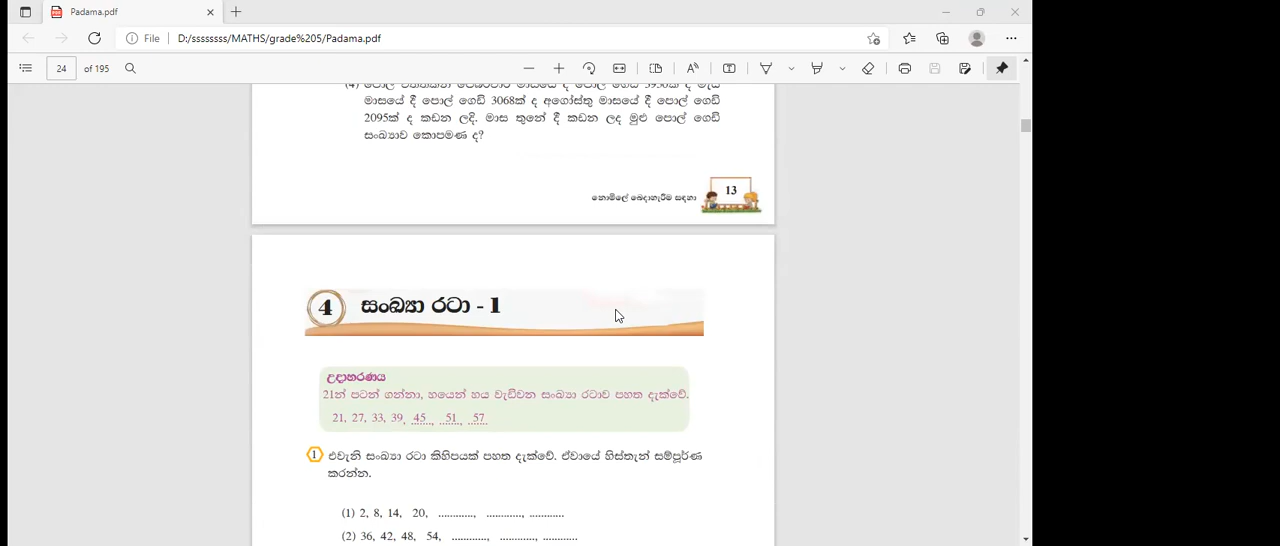 Padama.pdf
File D:/ssssssss/MATHS/grade%205/Padama.pdf
24 of 195
මාසයේ දී පොල් ගෙඩි 3068ක් ද අගෝස්තු මාසයේ දී පොල් ගෙඩි
2095ක් ද කඩන ලදි. මාස තුනේ දී කඩන ලද මුළු පොල් ගෙඩි
සංඛ්‍යාව කොපමණ ද?
නොමිලේ බෙදාහැරීම සඳහා 13
4 සංඛ්‍යා රටා - 1
උදාහරණය
21න් පටන් ගන්නා, හයෙන් හය වැඩිවන සංඛ්‍යා රටාව පහත දැක්වේ.
21, 27, 33, 39, 45, 51, 57
1 එවැනි සංඛ්‍යා රටා කිහිපයක් පහත දැක්වේ. ඒවායේ හිස්තැන් සම්පූර්ණ
කරන්න.
(1) 2, 8, 14, 20, ............, ............, ............
(2) 36, 42, 48, 54, ............, ............, ............